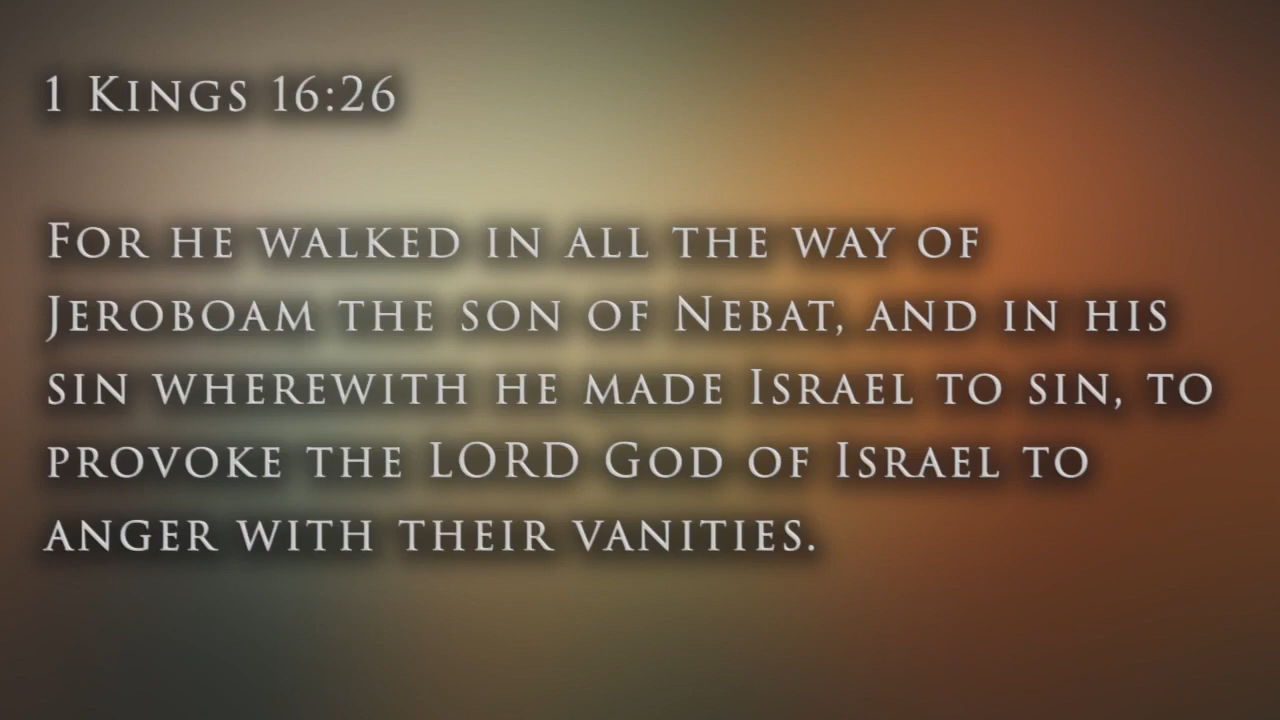 1 Kings 16:26
For he walked in all the way of
Jeroboam the son of Nebat, and in his
sin wherewith he made Israel to sin, to
provoke the LORD God of Israel to
anger with their vanities.